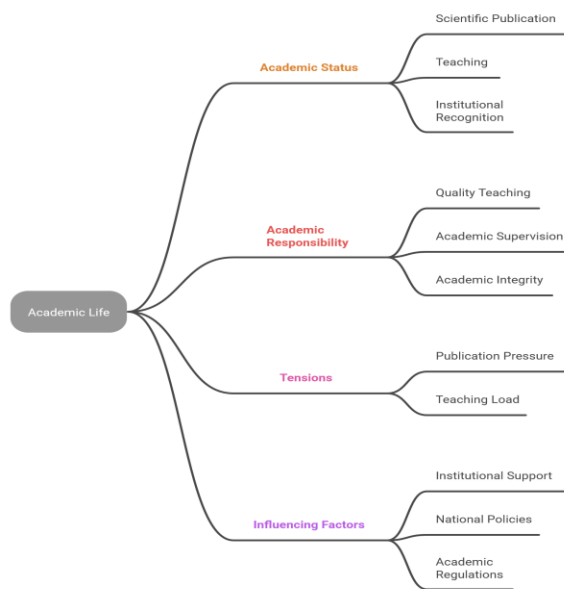 Scientific Publication
Academic Status
Teaching
Institutional
Recognition
Quality Teaching
Academic
Responsibility
Academic Supervision
Academic Integrity
Academic Life
Publication Pressure
Tensions
Teaching Load
Institutional Support
Influencing Factors
National Policies
Academic
Regulations